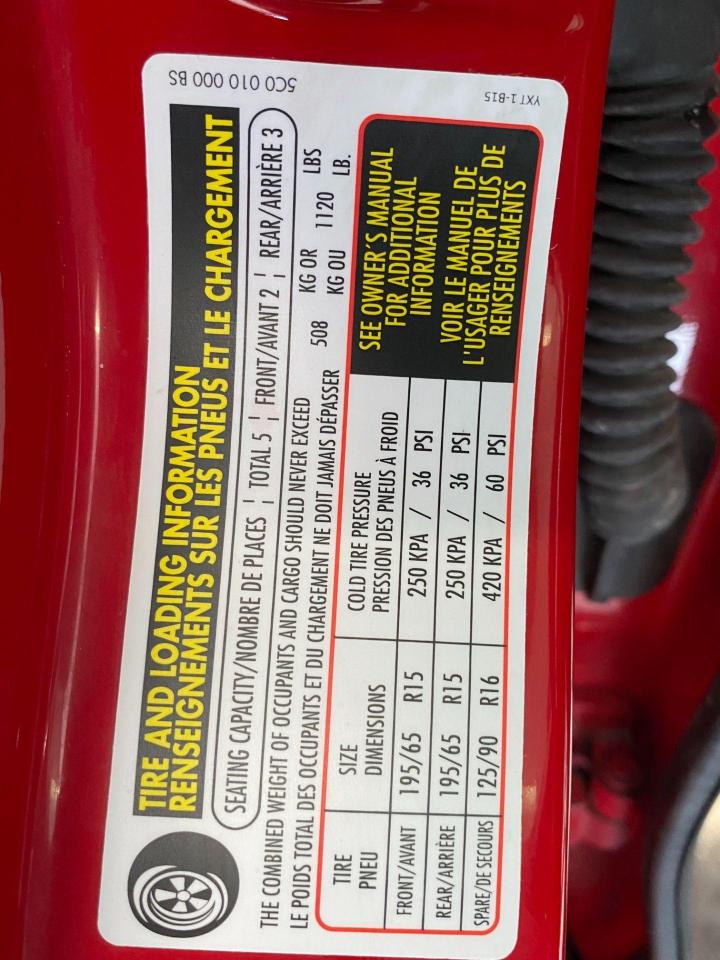 5C0 010 000 BS
YXT 1-B15
TIRE AND LOADING INFORMATION
RENSEIGNEMENTS SUR LES PNEUS ET LE CHARGEMENT
SEATING CAPACITY/NOMBRE DE PLACES ¦ TOTAL 5 ¦ FRONT/AVANT 2 ¦ REAR/ARRIÈRE 3
THE COMBINED WEIGHT OF OCCUPANTS AND CARGO SHOULD NEVER EXCEED 508 KG OR 1120 LBS
LE POIDS TOTAL DES OCCUPANTS ET DU CHARGEMENT NE DOIT JAMAIS DÉPASSER KG OU LB.
TIRE SIZE COLD TIRE PRESSURE
PNEU DIMENSIONS PRESSION DES PNEUS À FROID
FRONT/AVANT 195/65 R15 250 KPA / 36 PSI
REAR/ARRIÈRE 195/65 R15 250 KPA / 36 PSI
SPARE/DE SECOURS 125/90 R16 420 KPA / 60 PSI
SEE OWNER'S MANUAL
FOR ADDITIONAL
INFORMATION
VOIR LE MANUEL DE
L'USAGER POUR PLUS DE
RENSEIGNEMENTS